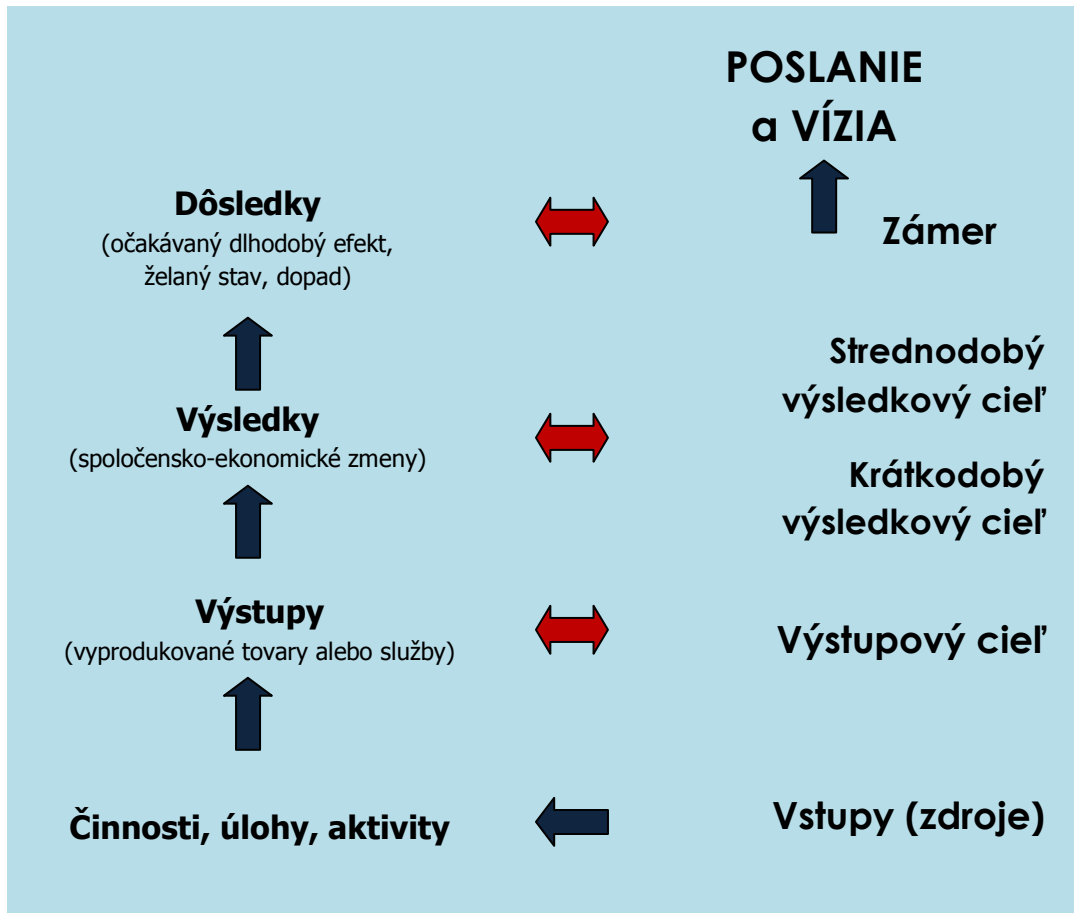 POSLANIE
a VÍZIA
Dôsledky
(očakávaný dlhodobý efekt,
želaný stav, dopad)
Zámer
Strednodobý
výsledkový cieľ
Výsledky
(spoločensko-ekonomické zmeny)
Krátkodobý
výsledkový cieľ
Výstupy
(vyprodukované tovary alebo služby)
Výstupový cieľ
Činnosti, úlohy, aktivity
Vstupy (zdroje)